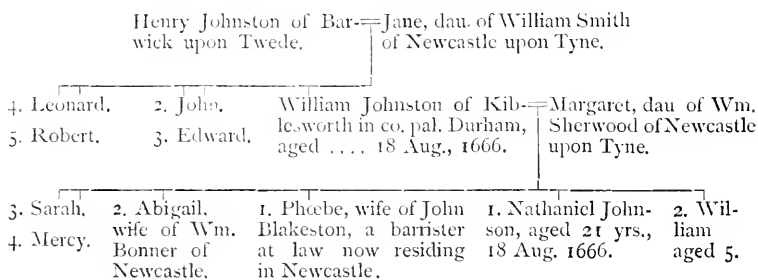 Henry Johnston of Bar-
wick upon Twede.
Jane, dau. of William Smith
of Newcastle upon Tyne.
4. Leonard.
5. Robert.
2. John.
3. Edward.
William Johnston of Kib-
lesworth in co. pal. Durham,
aged .... 18 Aug., 1666.
Margaret, dau of Wm.
Sherwood of Newcastle
upon Tyne.
3. Sarah.
4. Mercy.
2. Abigail.
wife of Wm.
Bonner of
Newcastle.
1. Phœbe, wife of John
Blakeston, a barrister
at law now residing
in Newcastle.
1. Nathaniel John-
son, aged 21 yrs.,
18 Aug. 1666.
2. Wil-
liam
aged 5.